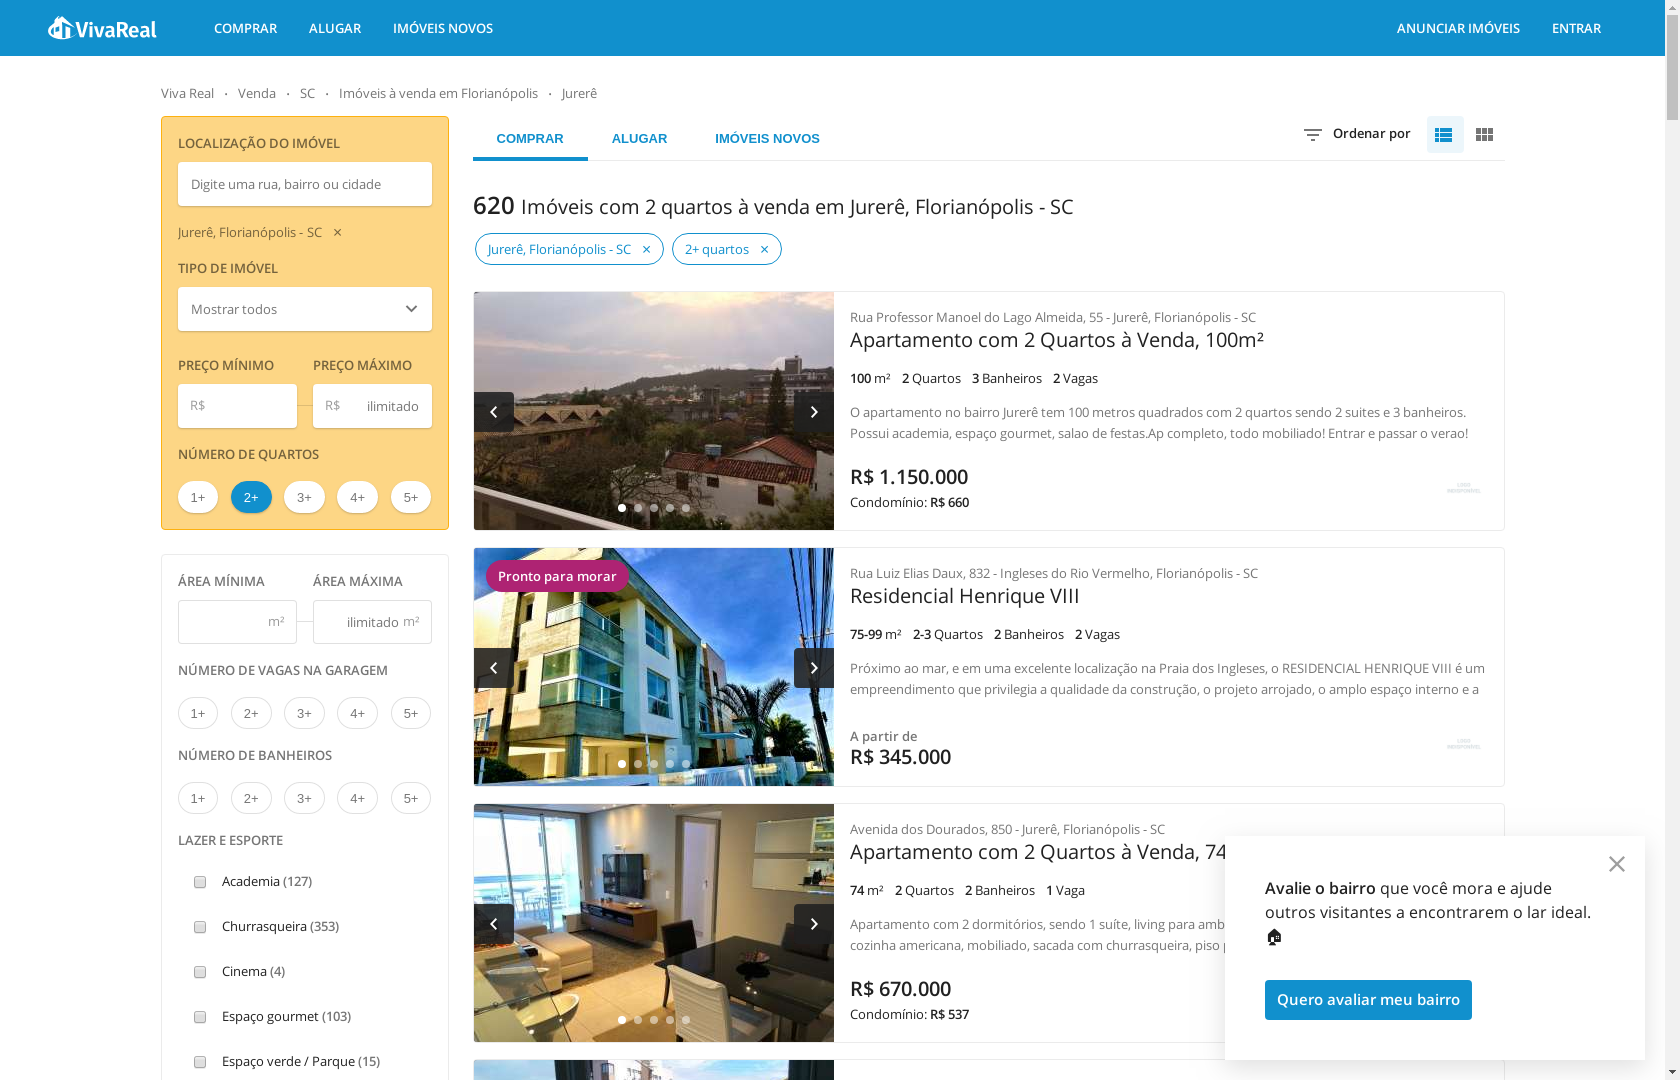 VivaReal
COMPRAR
ALUGAR
IMÓVEIS NOVOS
ANUNCIAR IMÓVEIS
ENTRAR
Viva Real · Venda · SC · Imóveis à venda em Florianópolis · Jurerê
LOCALIZAÇÃO DO IMÓVEL
Digite uma rua, bairro ou cidade
Jurerê, Florianópolis - SC ×
TIPO DE IMÓVEL
Mostrar todos
PREÇO MÍNIMO PREÇO MÁXIMO
R$ R$ ilimitado
NÚMERO DE QUARTOS
1+ 2+ 3+ 4+ 5+
ÁREA MÍNIMA ÁREA MÁXIMA
m² ilimitado m²
NÚMERO DE VAGAS NA GARAGEM
1+ 2+ 3+ 4+ 5+
NÚMERO DE BANHEIROS
1+ 2+ 3+ 4+ 5+
LAZER E ESPORTE
Academia (127)
Churrasqueira (353)
Cinema (4)
Espaço gourmet (103)
Espaço verde / Parque (15)
COMPRAR ALUGAR IMÓVEIS NOVOS
Ordenar por
620 Imóveis com 2 quartos à venda em Jurerê, Florianópolis - SC
Jurerê, Florianópolis - SC × 2+ quartos ×
Rua Professor Manoel do Lago Almeida, 55 - Jurerê, Florianópolis - SC
Apartamento com 2 Quartos à Venda, 100m²
100 m² 2 Quartos 3 Banheiros 2 Vagas
O apartamento no bairro Jurerê tem 100 metros quadrados com 2 quartos sendo 2 suites e 3 banheiros.
Possui academia, espaço gourmet, salao de festas.Ap completo, todo mobiliado! Entrar e passar o verao!
R$ 1.150.000
Condomínio: R$ 660
Pronto para morar
Rua Luiz Elias Daux, 832 - Ingleses do Rio Vermelho, Florianópolis - SC
Residencial Henrique VIII
75-99 m² 2-3 Quartos 2 Banheiros 2 Vagas
Próximo ao mar, e em uma excelente localização na Praia dos Ingleses, o RESIDENCIAL HENRIQUE VIII é um
empreendimento que privilegia a qualidade da construção, o projeto arrojado, o amplo espaço interno e a
A partir de
R$ 345.000
Avenida dos Dourados, 850 - Jurerê, Florianópolis - SC
Apartamento com 2 Quartos à Venda, 74
74 m² 2 Quartos 2 Banheiros 1 Vaga
Apartamento com 2 dormitórios, sendo 1 suíte, living para amb
cozinha americana, mobiliado, sacada com churrasqueira, piso
R$ 670.000
Condomínio: R$ 537
Avalie o bairro que você mora e ajude
outros visitantes a encontrarem o lar ideal.
Quero avaliar meu bairro